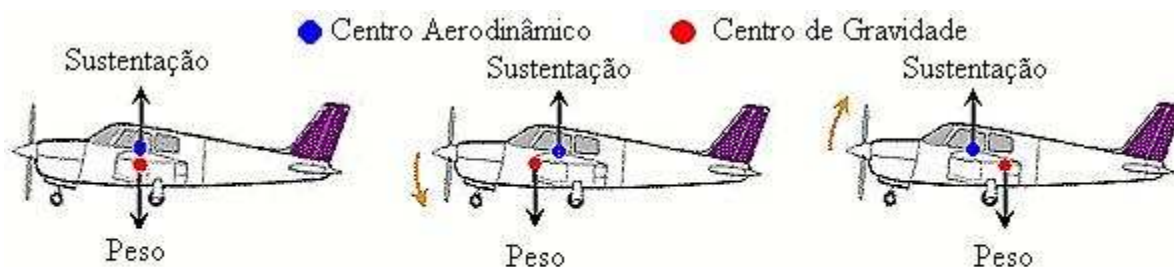 Centro Aerodinâmico
Centro de Gravidade
Sustentação
Sustentação
Sustentação
Peso
Peso
Peso